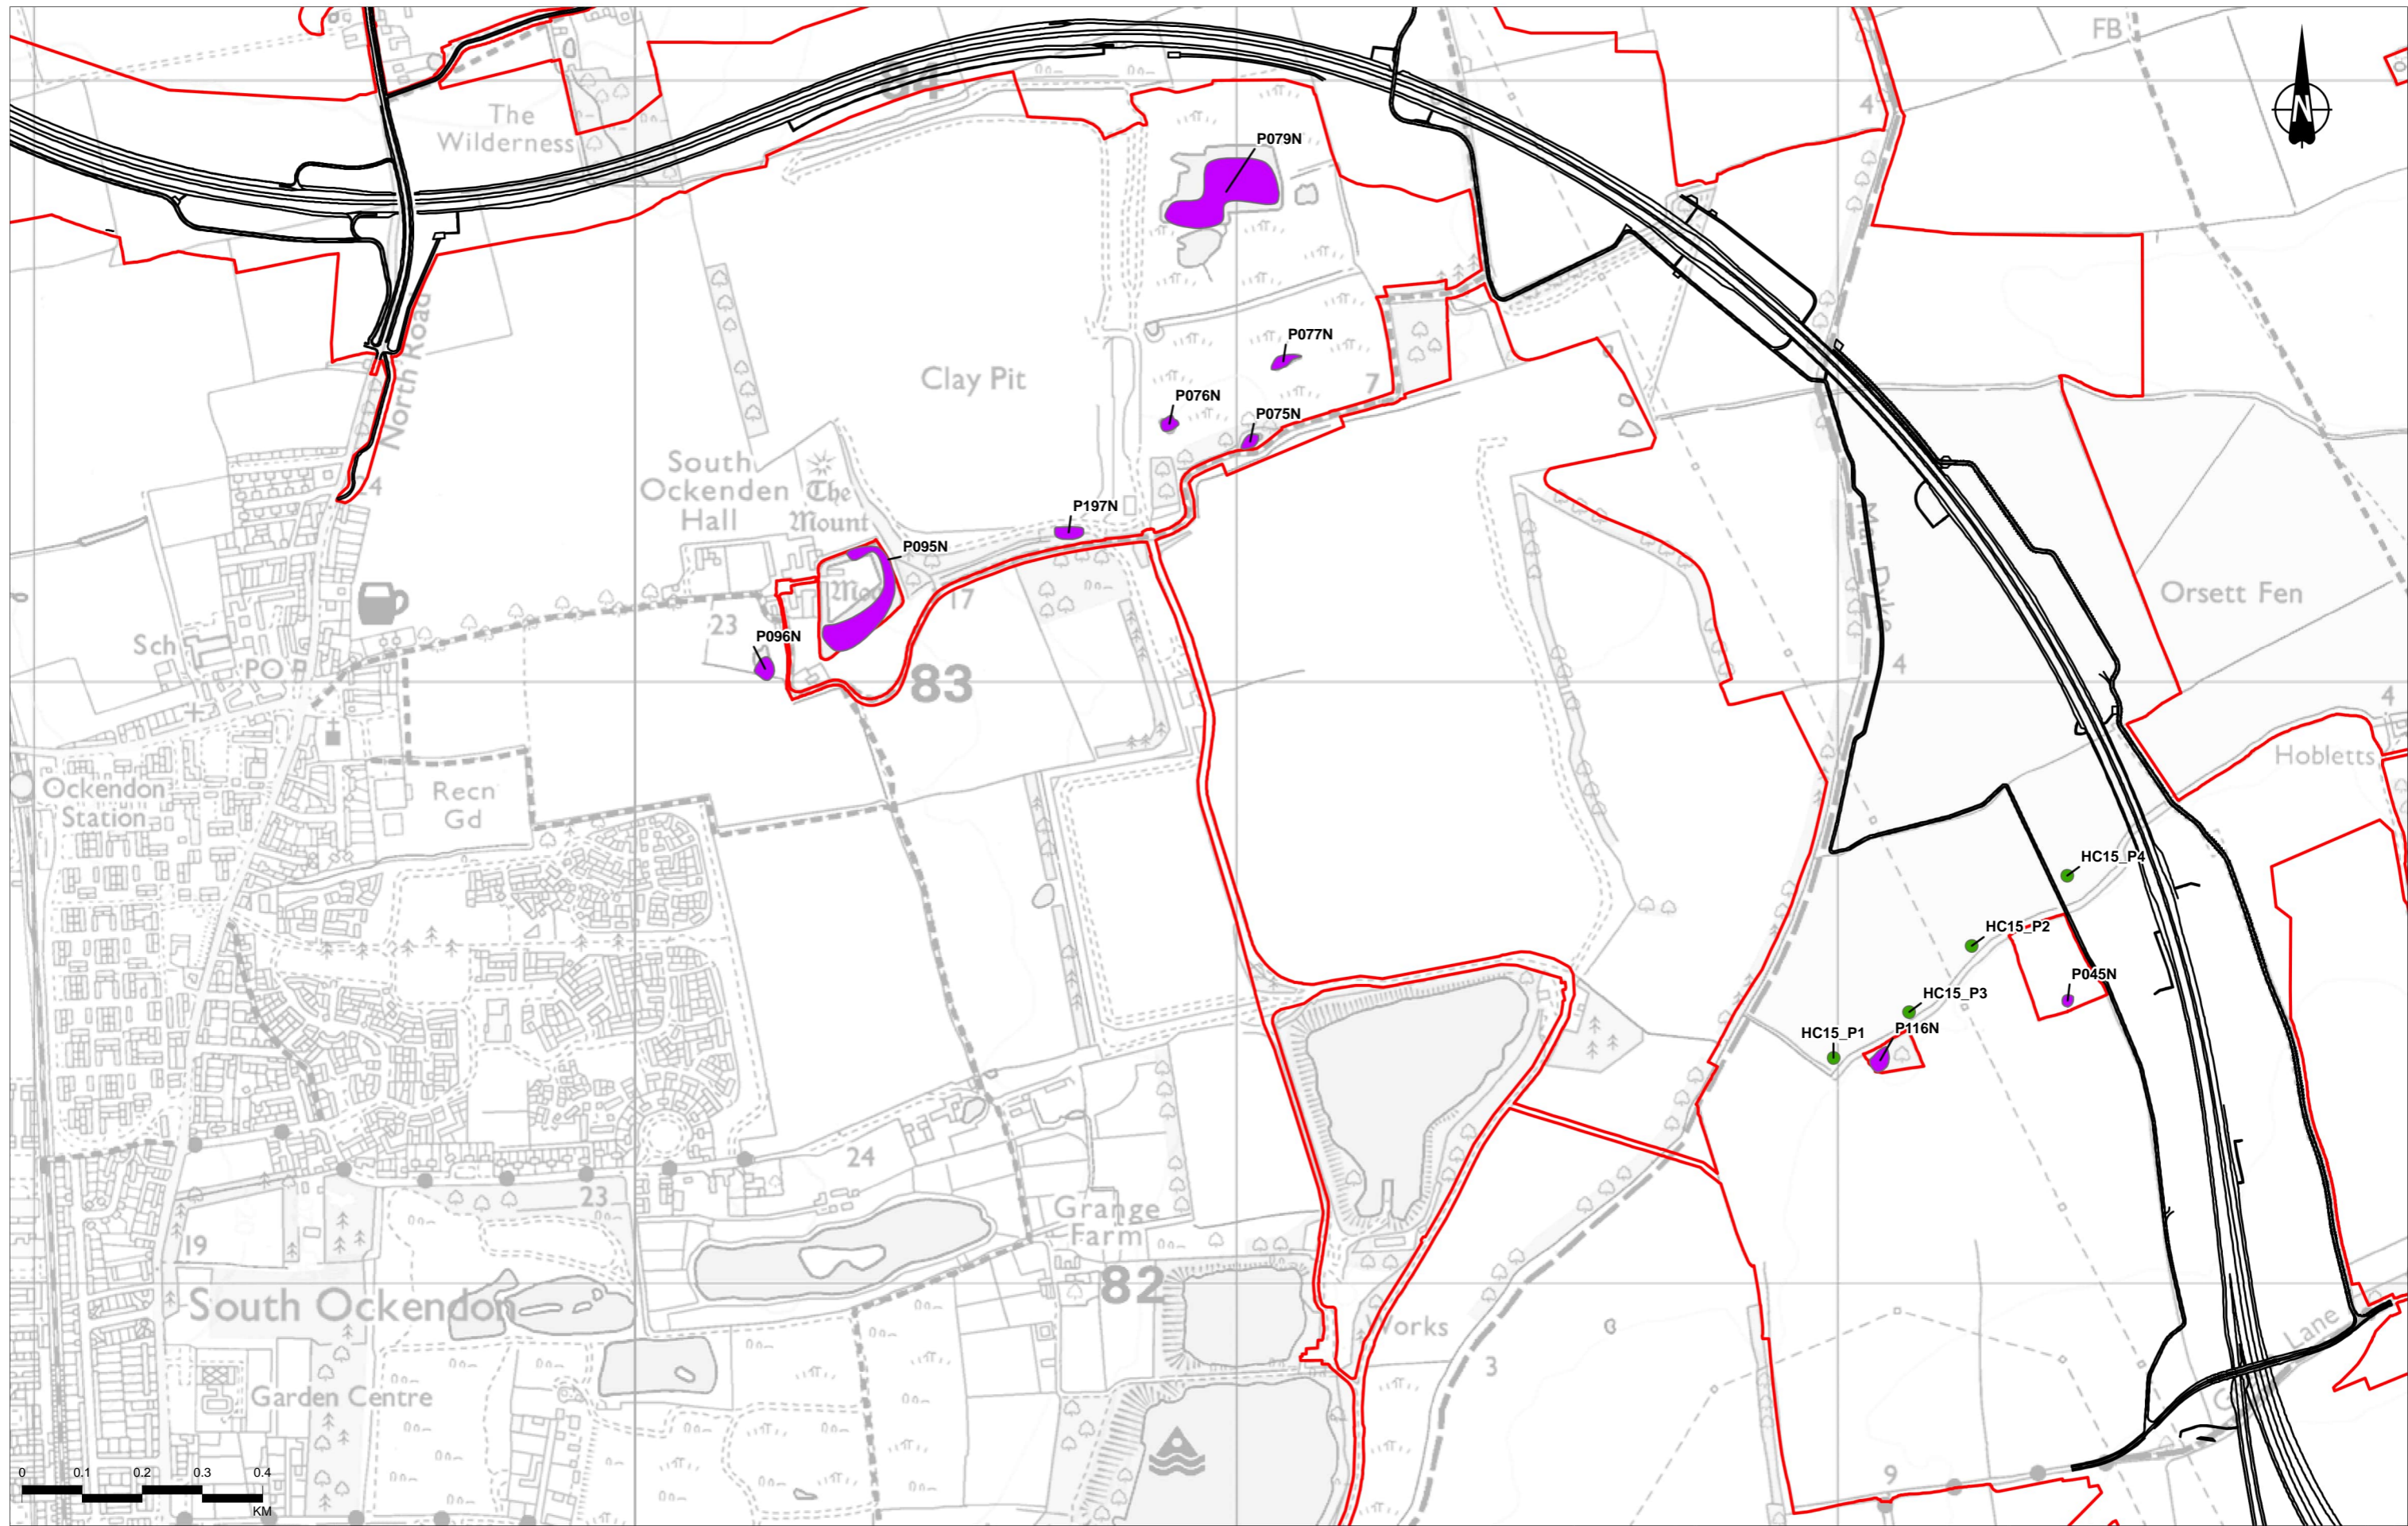 FB
84
The
Wilderness
4
N
P079N
North Road
P077N
Clay Pit
7
P076N
P075N
24
South
Ockenden
Hall
The
Mount
P197N
P095N
17
Orsett Fen
23
P096N
Sch
PO
83
4
4
Hobletts
Ockendon
Station
Recn
Gd
HC15_P4
HC15_P2
P045N
HC15_P3
HC15_P1
P116N
24
23
Grange
Farm
19
82
South Ockendon
Works
3
Lane
Garden Centre
9
0 0.1 0.2 0.3 0.4
KM